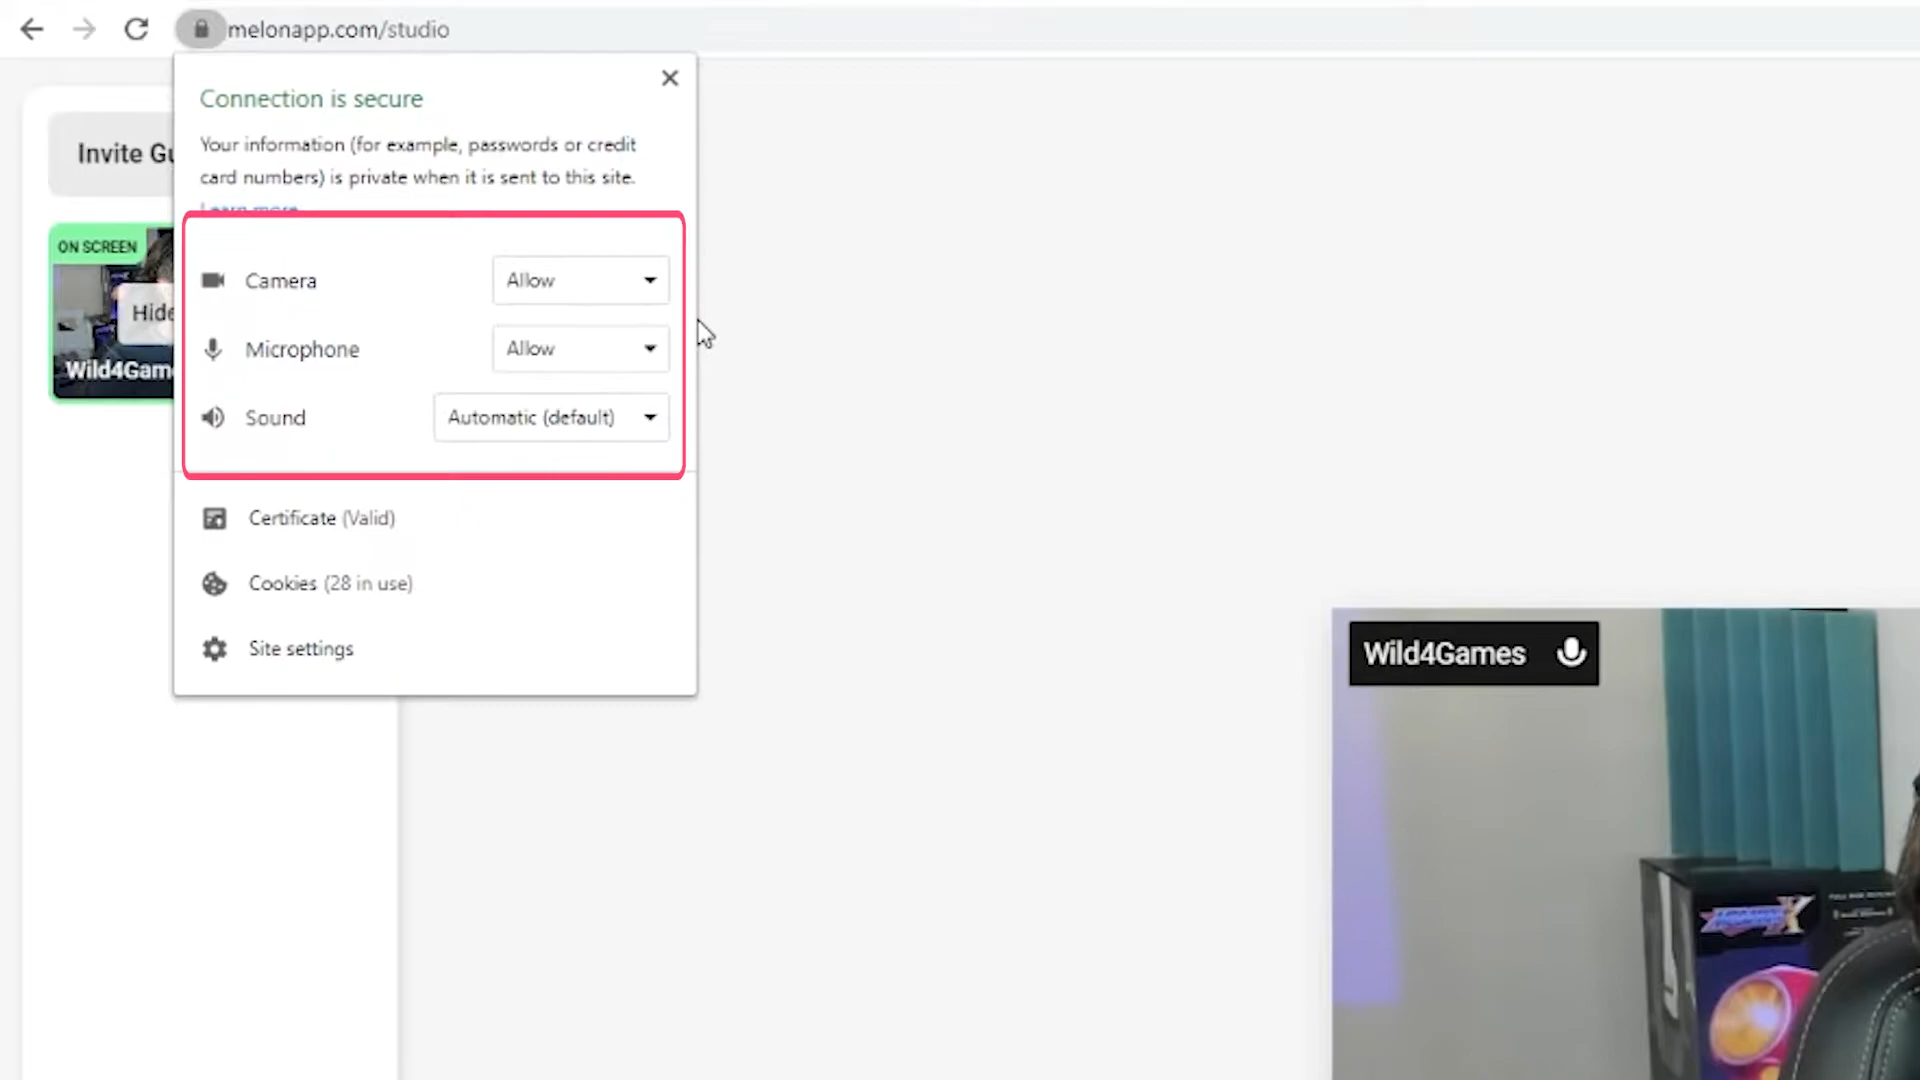 melonapp.com/studio
Connection is secure
Your information (for example, passwords or credit
card numbers) is private when it is sent to this site.
Learn more
Invite Gu
ON SCREEN
Hide
Wild4Gam
Camera Allow
Microphone Allow
Sound Automatic (default)
Certificate (Valid)
Cookies (28 in use)
Site settings
Wild4Games